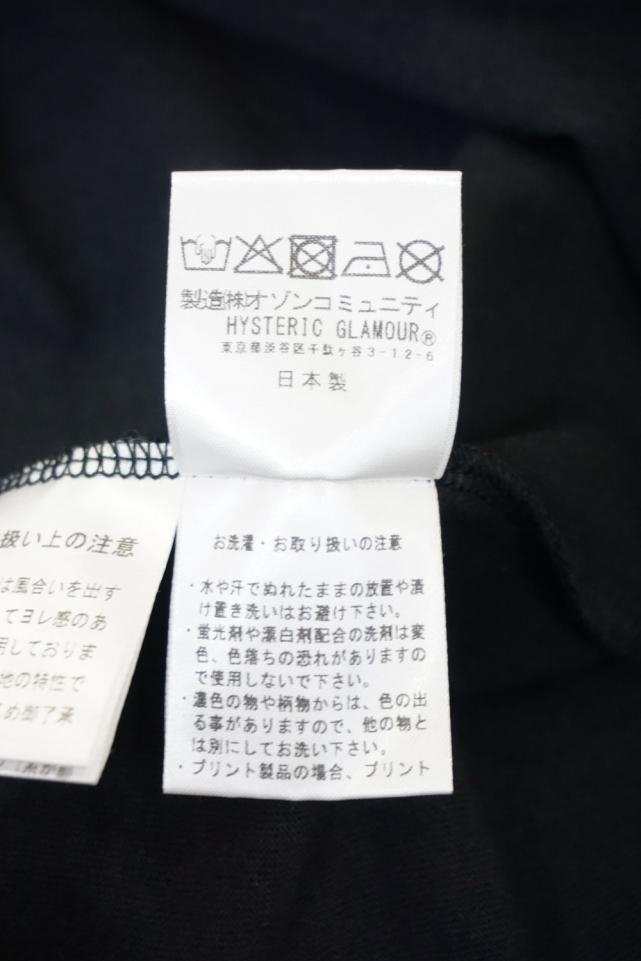 製造(株)オゾンコミュニティ
HYSTERIC GLAMOUR®
東京都渋谷区千駄ヶ谷3-12-6
日本製
お洗濯・お取り扱いの注意
・水や汗でぬれたままの放置や漬
け置き洗いはお避け下さい。
・蛍光剤や漂白剤配合の洗剤は変
色、色落ちの恐れがありますの
で使用しないで下さい。
・濃色の物や柄物からは、色の出
る事がありますので、他の物と
は別にしてお洗い下さい。
・プリント製品の場合、プリント
扱い上の注意
は風合いを出す
てヨレ感のあ
用しておりま
地の特性で
め御了承